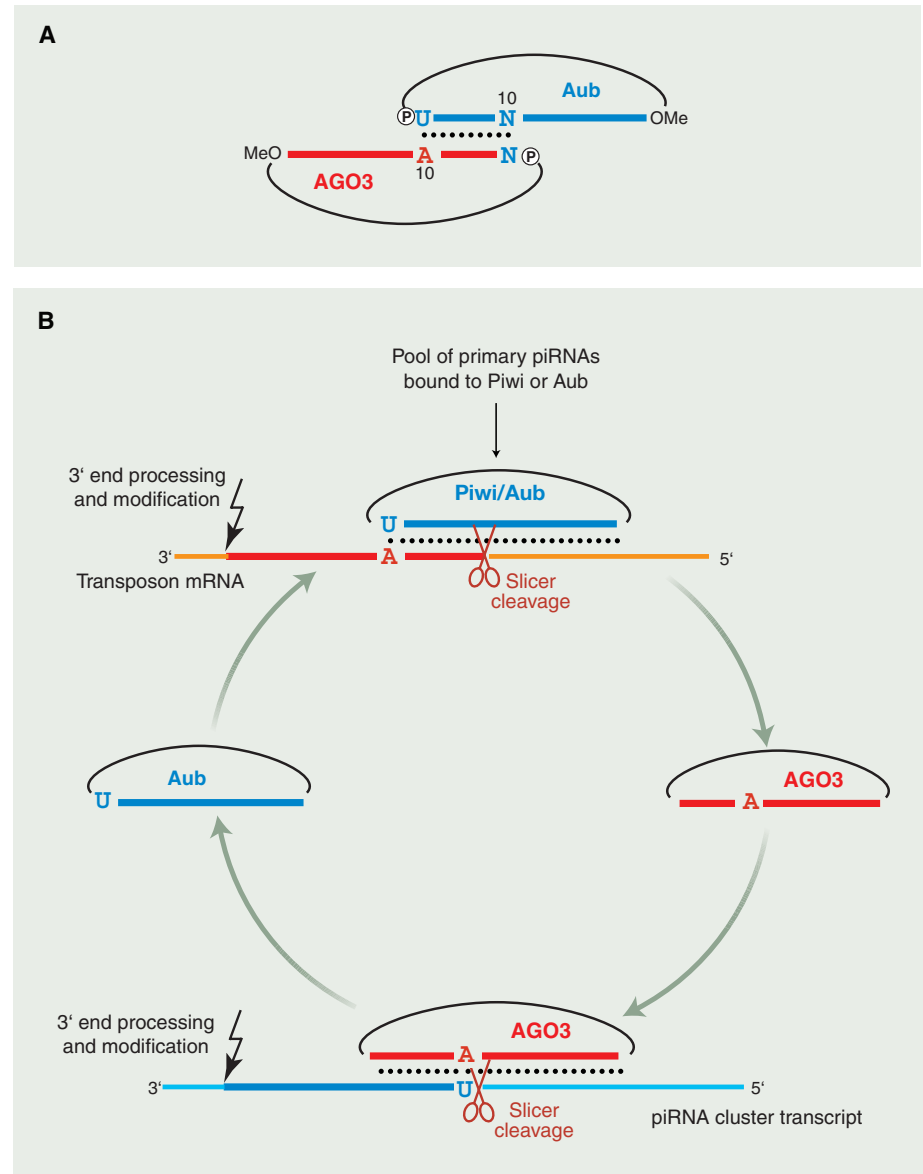 A
10
Aub
P U N OMe
MeO A N P
10
AGO3
B
Pool of primary piRNAs
bound to Piwi or Aub
3‘ end processing
and modification
Piwi/Aub
U
3‘ A 5‘
Transposon mRNA
Slicer
cleavage
Aub
U
AGO3
A
3‘ end processing
and modification
AGO3
A
3‘ U 5‘
Slicer
cleavage
piRNA cluster transcript